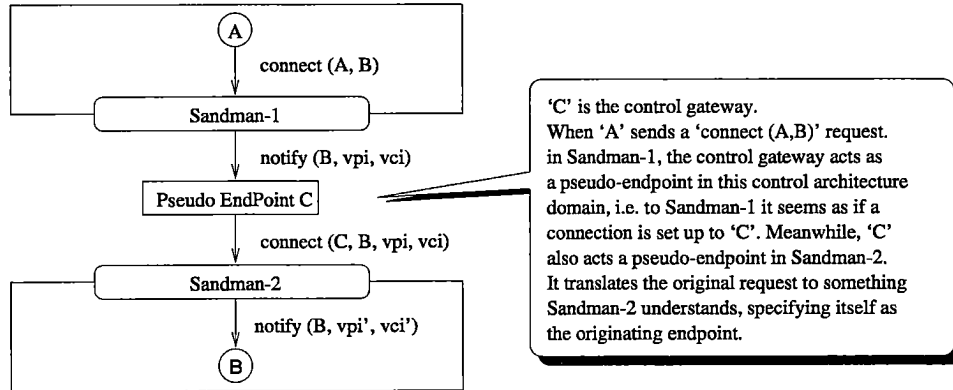 A
connect (A, B)
Sandman-1
notify (B, vpi, vci)
Pseudo EndPoint C
connect (C, B, vpi, vci)
Sandman-2
notify (B, vpi', vci')
B
‘C’ is the control gateway.
When ‘A’ sends a ‘connect (A,B)’ request.
in Sandman-1, the control gateway acts as
a pseudo-endpoint in this control architecture
domain, i.e. to Sandman-1 it seems as if a
connection is set up to ‘C’. Meanwhile, ‘C’
also acts a pseudo-endpoint in Sandman-2.
It translates the original request to something
Sandman-2 understands, specifying itself as
the originating endpoint.